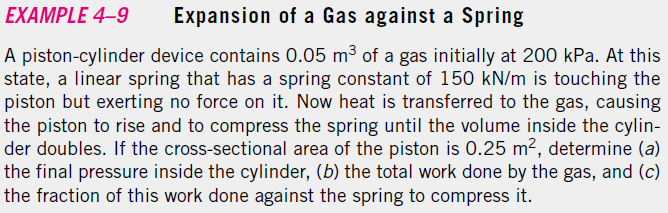 EXAMPLE 4–9 Expansion of a Gas against a Spring
A piston-cylinder device contains 0.05 m³ of a gas initially at 200 kPa. At this
state, a linear spring that has a spring constant of 150 kN/m is touching the
piston but exerting no force on it. Now heat is transferred to the gas, causing
the piston to rise and to compress the spring until the volume inside the cylin-
der doubles. If the cross-sectional area of the piston is 0.25 m², determine (a)
the final pressure inside the cylinder, (b) the total work done by the gas, and (c)
the fraction of this work done against the spring to compress it.